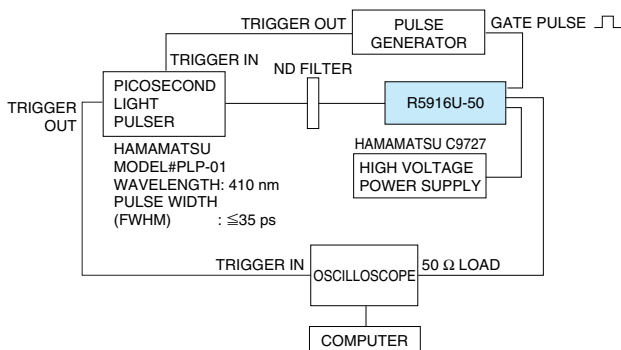 TRIGGER OUT
PULSE
GENERATOR
GATE PULSE
TRIGGER IN
ND FILTER
PICOSECOND
LIGHT
PULSER
TRIGGER
OUT
R5916U-50
HAMAMATSU
MODEL#PLP-01
WAVELENGTH: 410 nm
PULSE WIDTH
(FWHM) : ≦35 ps
HAMAMATSU C9727
HIGH VOLTAGE
POWER SUPPLY
TRIGGER IN
OSCILLOSCOPE
50 Ω LOAD
COMPUTER